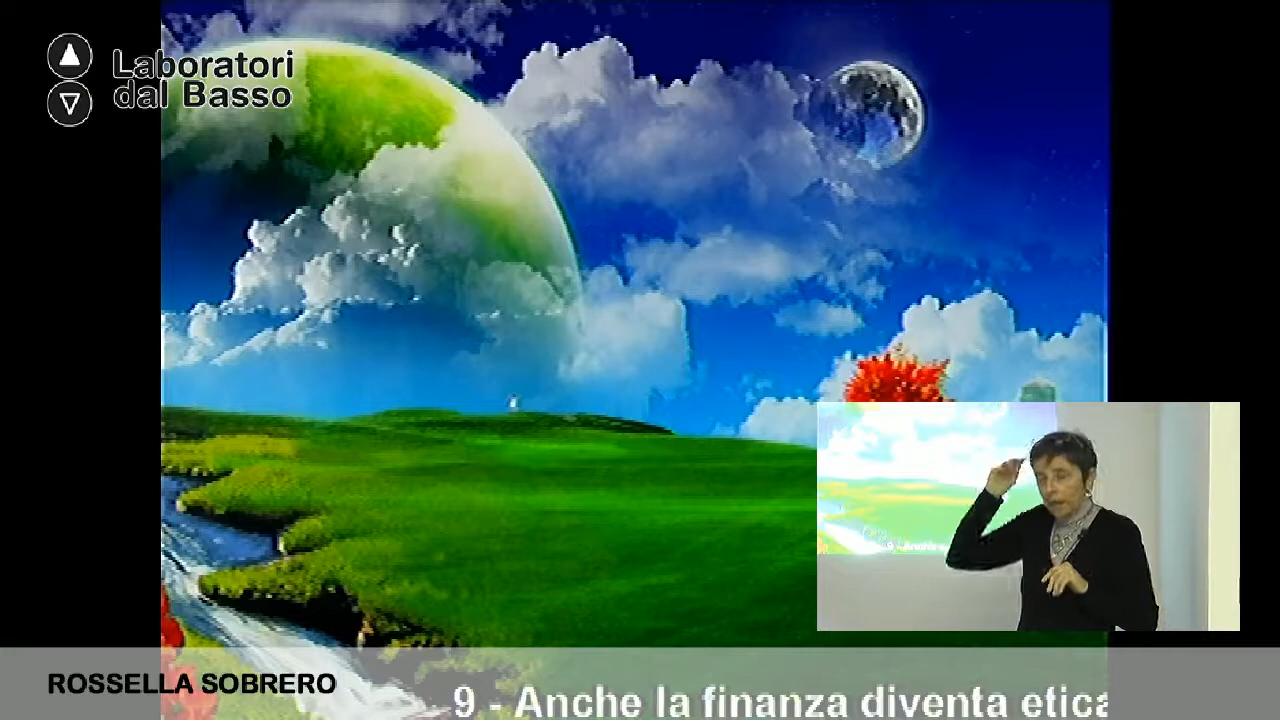 Laboratori
dal Basso
ROSSELLA SOBRERO
9 - Anche la finanza diventa etica